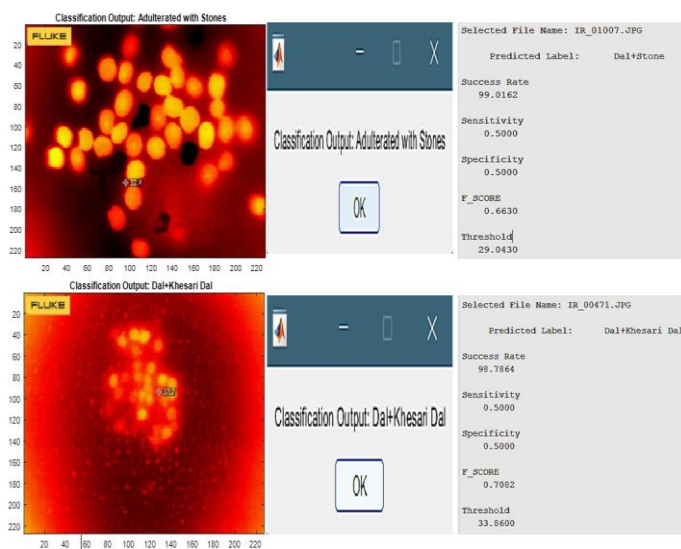 Classification Output: Adulterated with Stones
FLUKE
20
40
60
80
100
120
140
160
180
200
220
20 40 60 80 100 120 140 160 180 200 220
Classification Output: Adulterated with Stones
OK
Selected File Name: IR_01007.JPG
Predicted Label: Dal+Stone
Success Rate
99.0162
Sensitivity
0.5000
Specificity
0.5000
F_SCORE
0.6630
Threshold
29.0430
Classification Output: Dal+Khesari Dal
FLUKE
20
40
60
80
100
120
140
160
180
200
220
20 40 60 80 100 120 140 160 180 200 220
Classification Output: Dal+Khesari Dal
OK
Selected File Name: IR_00471.JPG
Predicted Label: Dal+Khesari Dal
Success Rate
98.7864
Sensitivity
0.5000
Specificity
0.5000
F_SCORE
0.7082
Threshold
33.8600